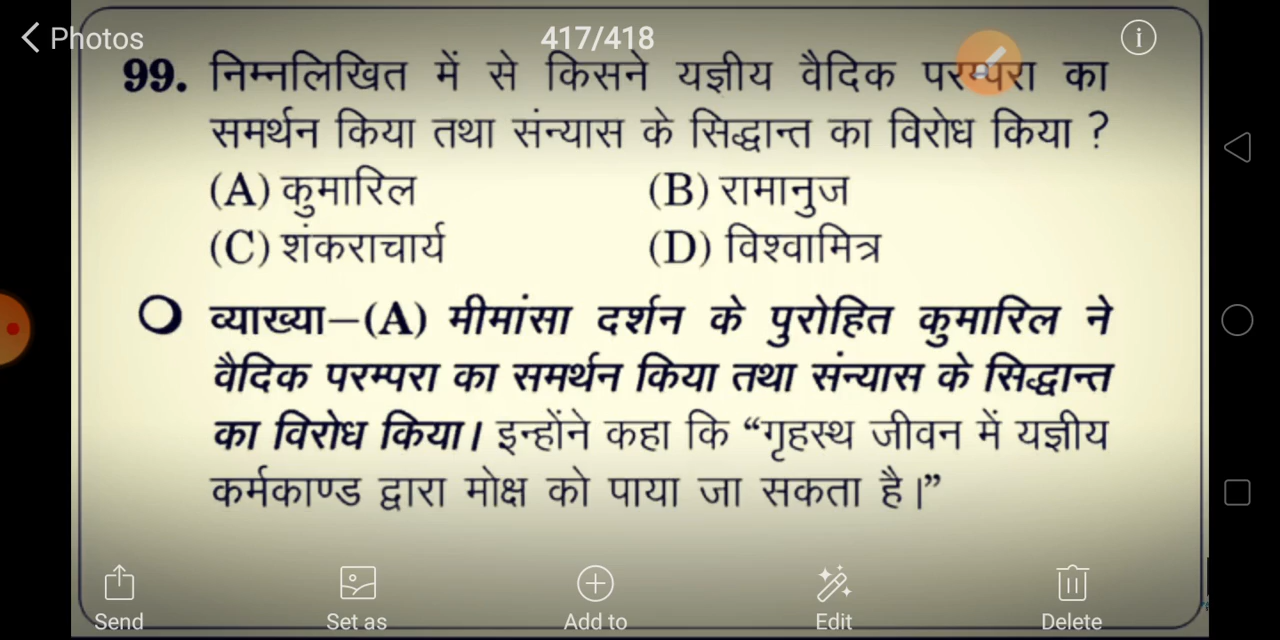 Photos
417/418
99. निम्नलिखित में से किसने यज्ञीय वैदिक परम्परा का
समर्थन किया तथा संन्यास के सिद्धान्त का विरोध किया ?
(A) कुमारिल (B) रामानुज
(C) शंकराचार्य (D) विश्वामित्र
व्याख्या–(A) मीमांसा दर्शन के पुरोहित कुमारिल ने
वैदिक परम्परा का समर्थन किया तथा संन्यास के सिद्धान्त
का विरोध किया। इन्होंने कहा कि “गृहस्थ जीवन में यज्ञीय
कर्मकाण्ड द्वारा मोक्ष को पाया जा सकता है।”
Send Set as Add to Edit Delete